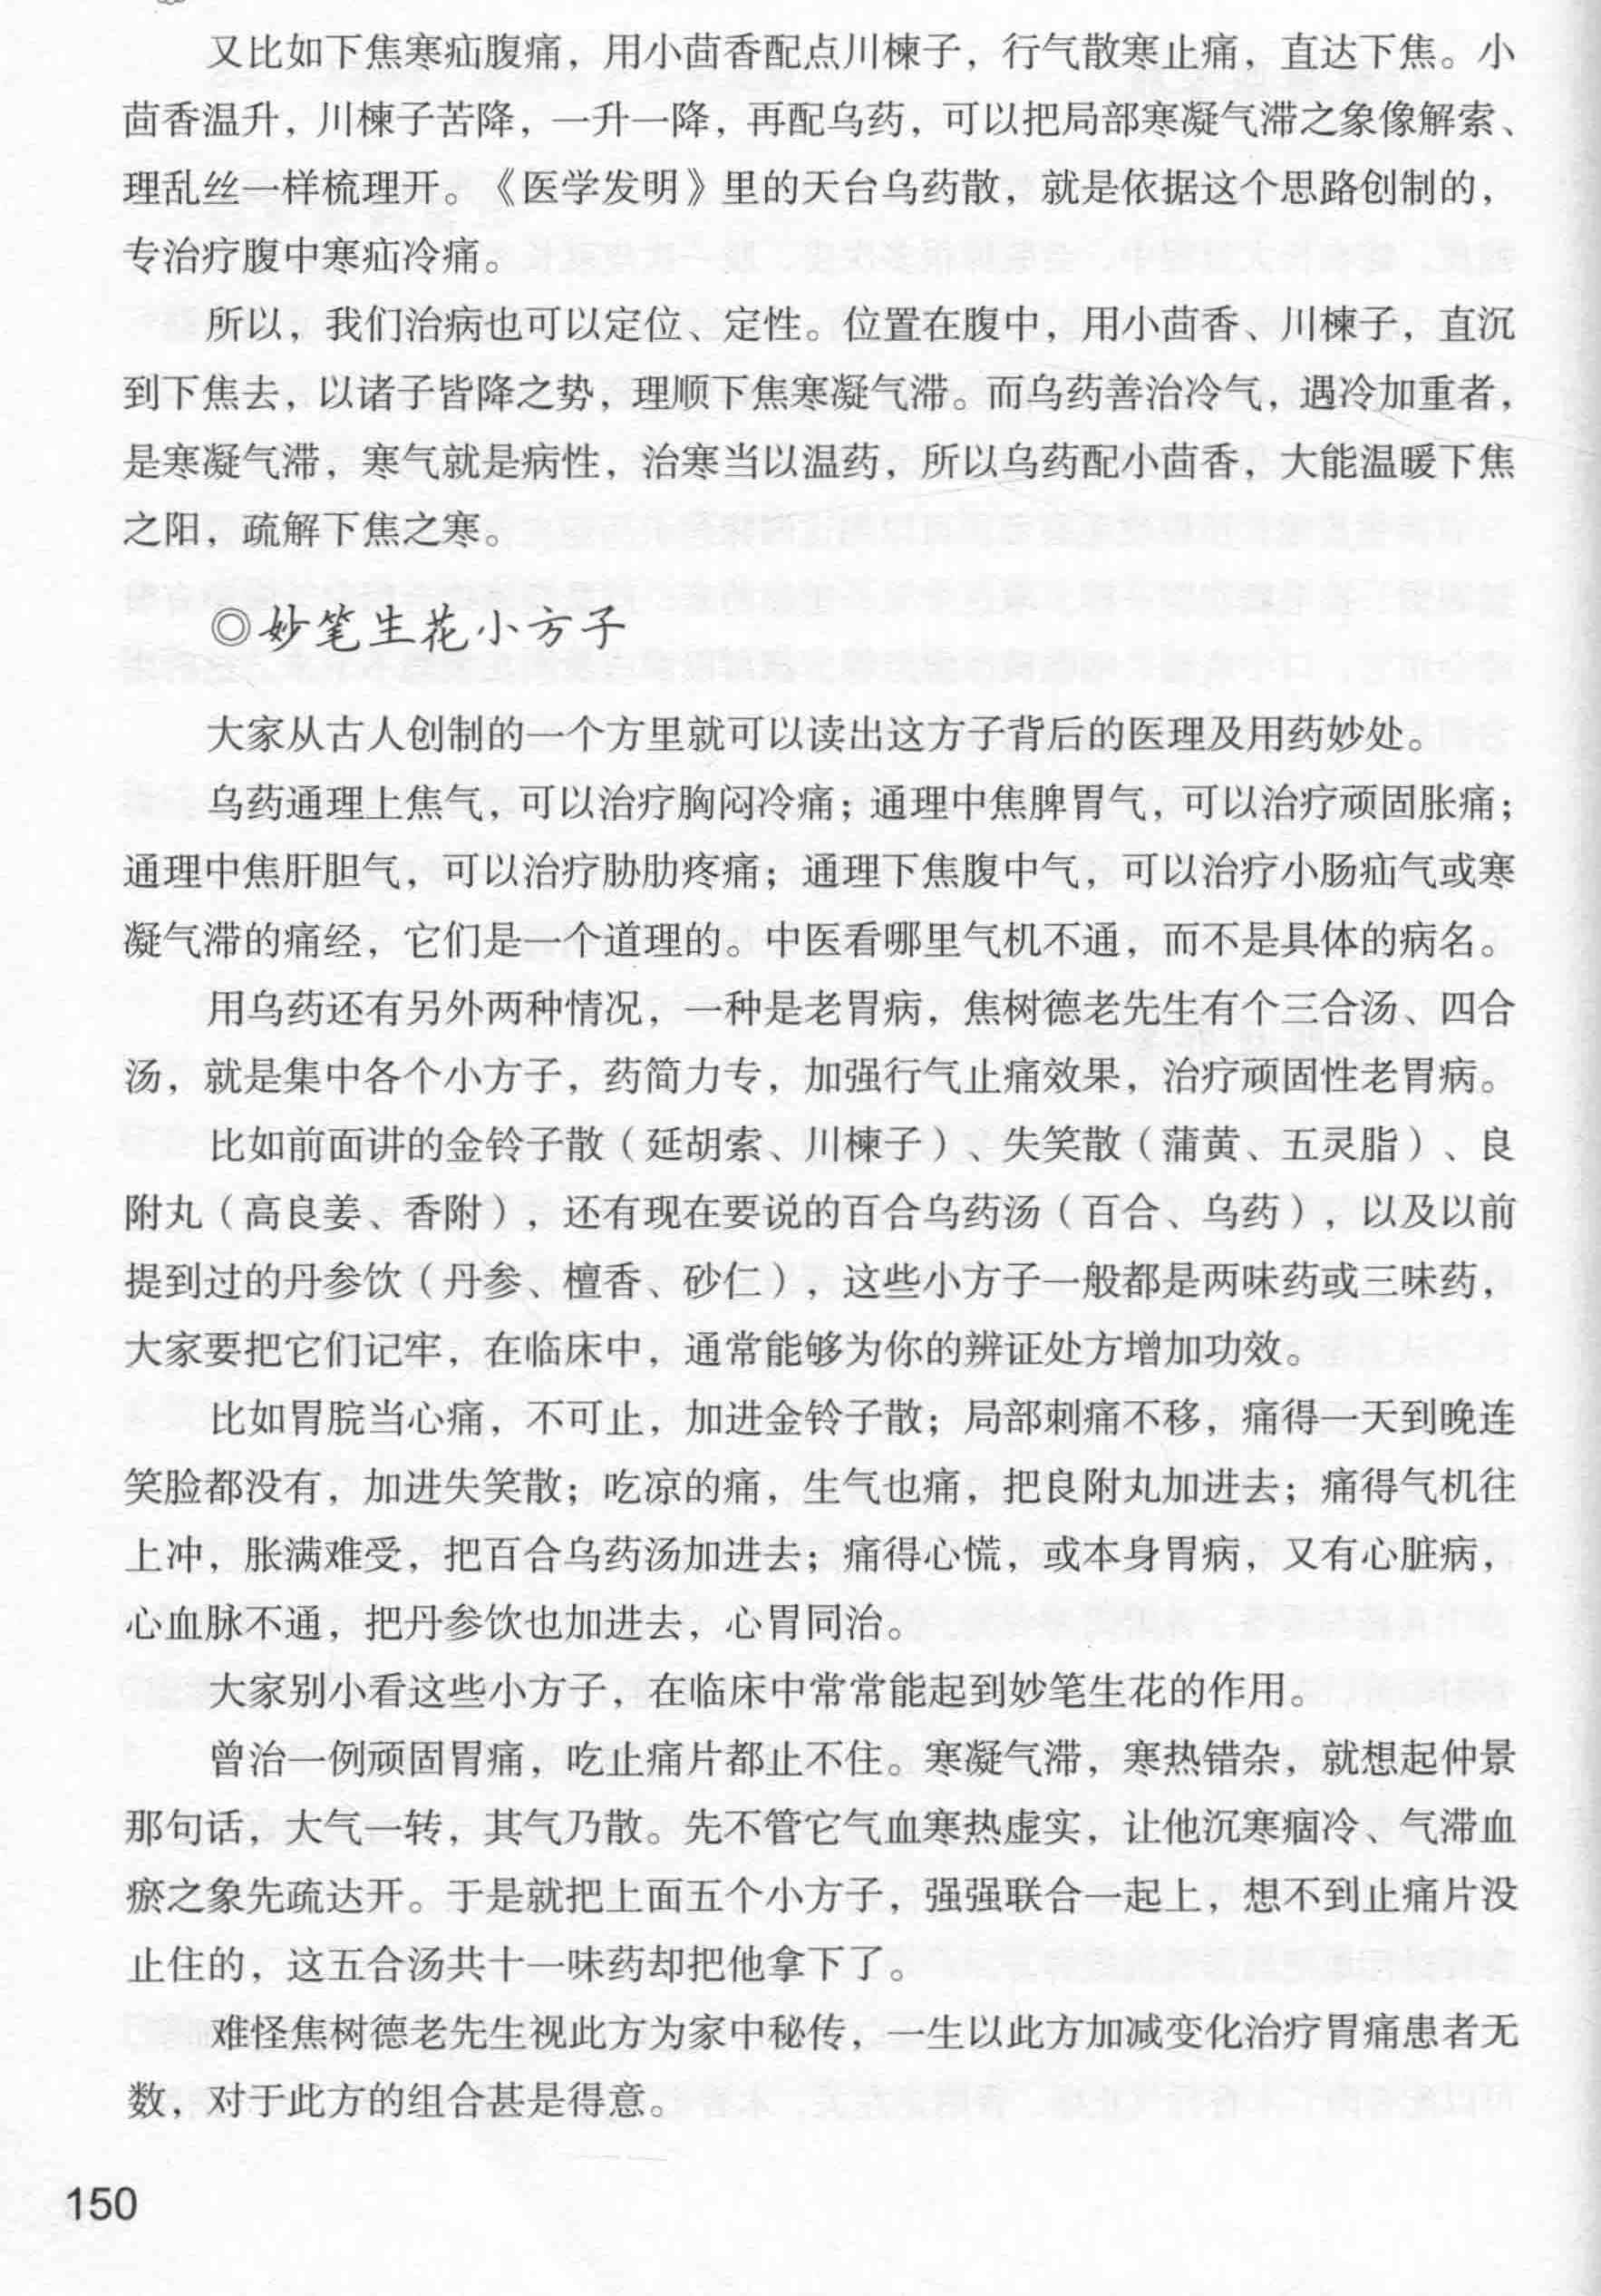 又比如下焦寒疝腹痛，用小茴香配点川楝子，行气散寒止痛，直达下焦。小
茴香温升，川楝子苦降，一升一降，再配乌药，可以把局部寒凝气滞之象像解索、
理乱丝一样梳理开。《医学发明》里的天台乌药散，就是依据这个思路创制的，
专治疗腹中寒疝冷痛。
所以，我们治病也可以定位、定性。位置在腹中，用小茴香、川楝子，直沉
到下焦去，以诸子皆降之势，理顺下焦寒凝气滞。而乌药善治冷气，遇冷加重者，
是寒凝气滞，寒气就是病性，治寒当以温药，所以乌药配小茴香，大能温暖下焦
之阳，疏解下焦之寒。
◎妙笔生花小方子
大家从古人创制的一个方里就可以读出这方子背后的医理及用药妙处。
乌药通理上焦气，可以治疗胸闷冷痛；通理中焦脾胃气，可以治疗顽固胀痛；
通理中焦肝胆气，可以治疗胁肋疼痛；通理下焦腹中气，可以治疗小肠疝气或寒
凝气滞的痛经，它们是一个道理的。中医看哪里气机不通，而不是具体的病名。
用乌药还有另外两种情况，一种是老胃病，焦树德老先生有个三合汤、四合
汤，就是集中各个小方子，药简力专，加强行气止痛效果，治疗顽固性老胃病。
比如前面讲的金铃子散（延胡索、川楝子）、失笑散（蒲黄、五灵脂）、良
附丸（高良姜、香附），还有现在要说的百合乌药汤（百合、乌药），以及以前
提到过的丹参饮（丹参、檀香、砂仁），这些小方子一般都是两味药或三味药，
大家要把它们记牢，在临床中，通常能够为你的辨证处方增加功效。
比如胃脘当心痛，不可止，加进金铃子散；局部刺痛不移，痛得一天到晚连
笑脸都没有，加进失笑散；吃凉的痛，生气也痛，把良附丸加进去；痛得气机往
上冲，胀满难受，把百合乌药汤加进去；痛得心慌，或本身胃病，又有心脏病，
心血脉不通，把丹参饮也加进去，心胃同治。
大家别小看这些小方子，在临床中常常能起到妙笔生花的作用。
曾治一例顽固胃痛，吃止痛片都止不住。寒凝气滞，寒热错杂，就想起仲景
那句话，大气一转，其气乃散。先不管它气血寒热虚实，让他沉寒痼冷、气滞血
瘀之象先疏达开。于是就把上面五个小方子，强强联合一起上，想不到止痛片没
止住的，这五合汤共十一味药却把他拿下了。
难怪焦树德老先生视此方为家中秘传，一生以此方加减变化治疗胃痛患者无
数，对于此方的组合甚是得意。
150